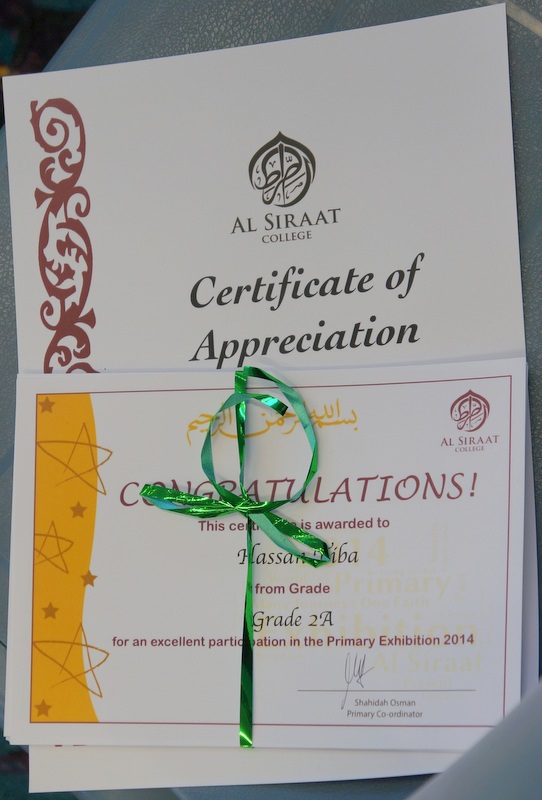 AL SIRAAT
COLLEGE
Certificate of
Appreciation
بسم الله الرحمن الرحيم
AL SIRAAT
COLLEGE
CONGRATULATIONS!
This certificate is awarded to
Hassan
from Grade
Grade 2A
for an excellent participation in the Primary Exhibition 2014
Shahidah Osman
Primary Co-ordinator